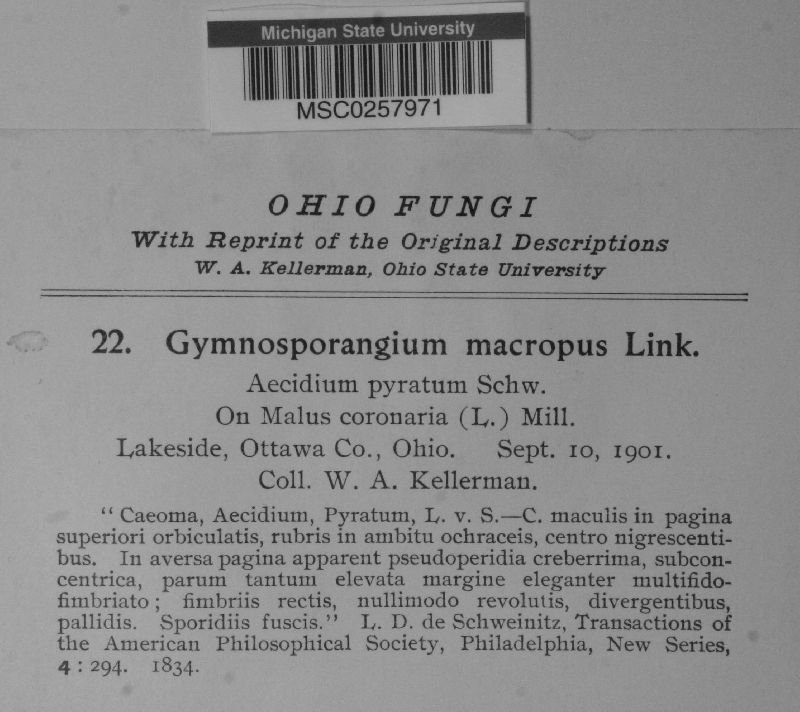 Michigan State University
MSC0257971
OHIO FUNGI
With Reprint of the Original Descriptions
W. A. Kellerman, Ohio State University
22. Gymnosporangium macropus Link.
Aecidium pyratum Schw.
On Malus coronaria (L.) Mill.
Lakeside, Ottawa Co., Ohio. Sept. 10, 1901.
Coll. W. A. Kellerman.
“ Caeoma, Aecidium, Pyratum, L. v. S.—C. maculis in pagina
superiori orbiculatis, rubris in ambitu ochraceis, centro nigrescenti-
bus. In aversa pagina apparent pseudoperidia creberrima, subcon-
centrica, parum tantum elevata margine eleganter multifido-
fimbriato ; fimbriis rectis, nullimodo revolutis, divergentibus,
pallidis. Sporidiis fuscis.” L. D. de Schweinitz, Transactions of
the American Philosophical Society, Philadelphia, New Series,
4 : 294. 1834.